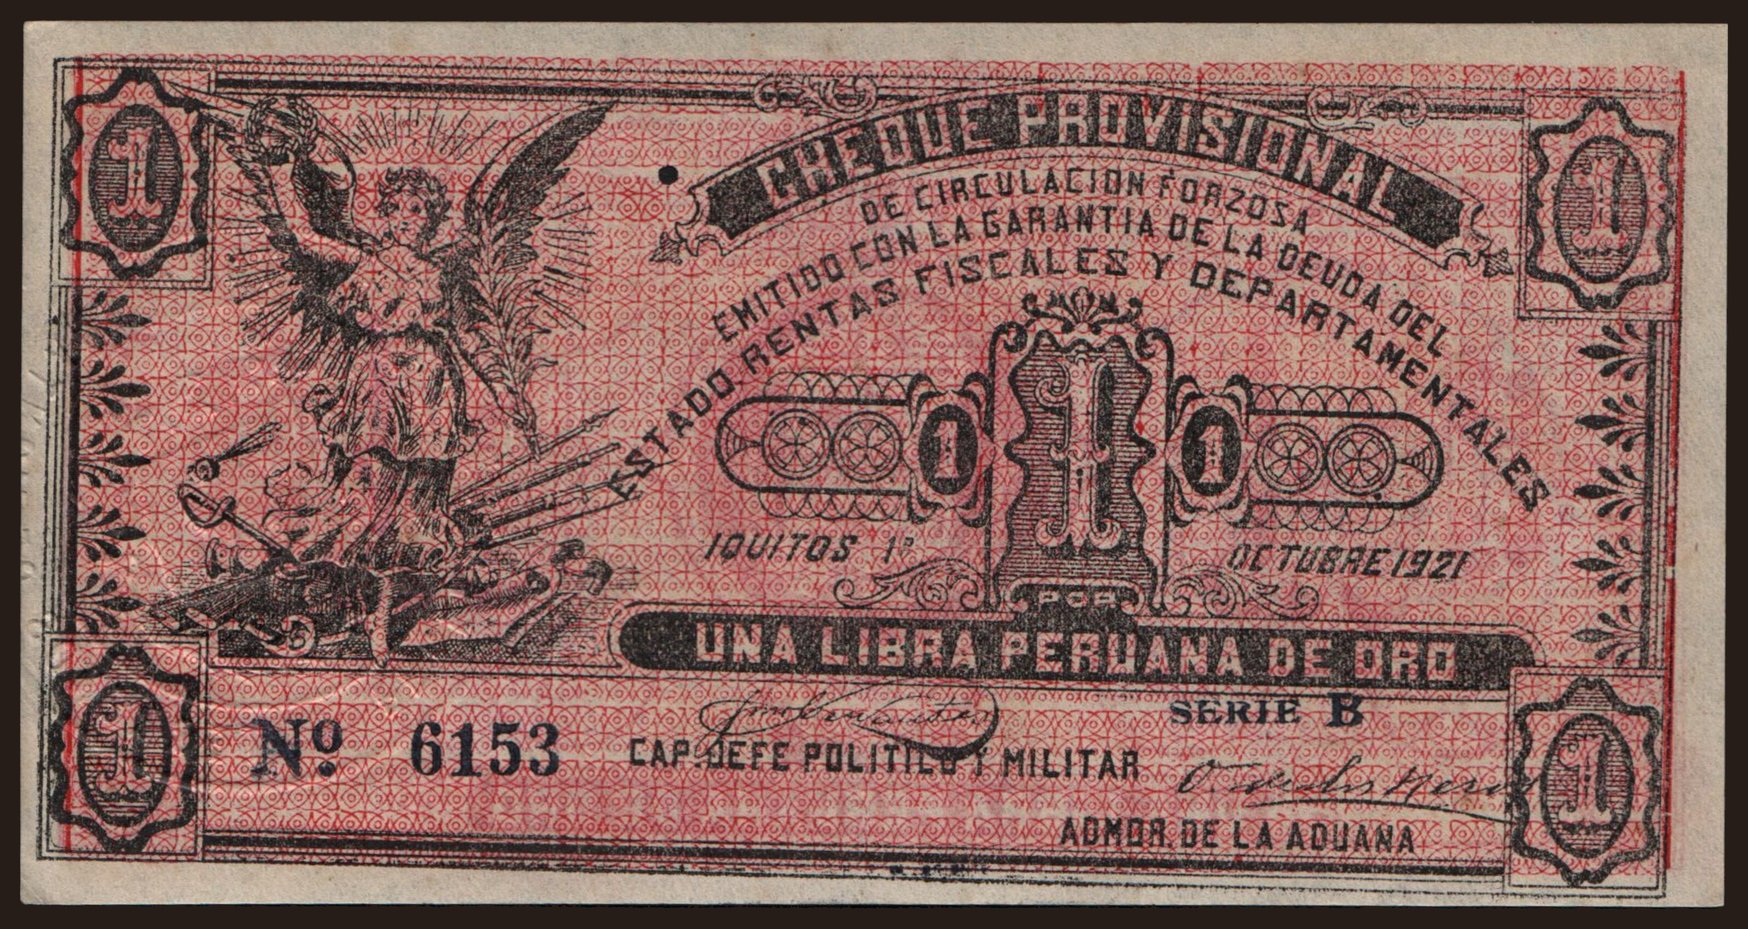 1
1
CHEQUE PROVISIONAL
DE CIRCULACION FORZOSA
EMITIDO CON LA GARANTIA DE LA DEUDA DEL
ESTADO RENTAS FISCALES Y DEPARTAMENTALES
1 1 1
IQUITOS 1º OCTUBRE 1921
POR
UNA LIBRA PERUANA DE ORO
SERIE B
Nº 6153
CAP. JEFE POLITICO Y MILITAR
ADMOR. DE LA ADUANA
1
1